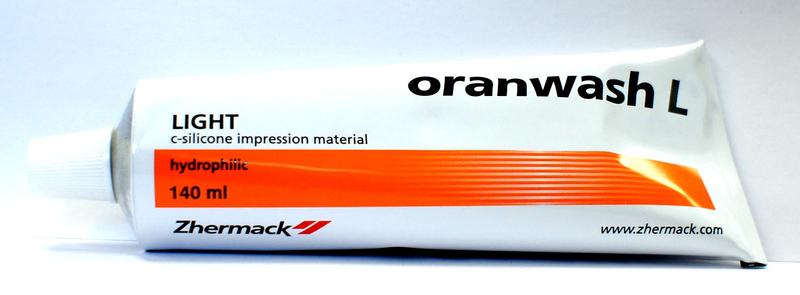 oranwash L
LIGHT
c-silicone impression material
hydrophilic
140 ml
Zhermack
www.zhermack.com